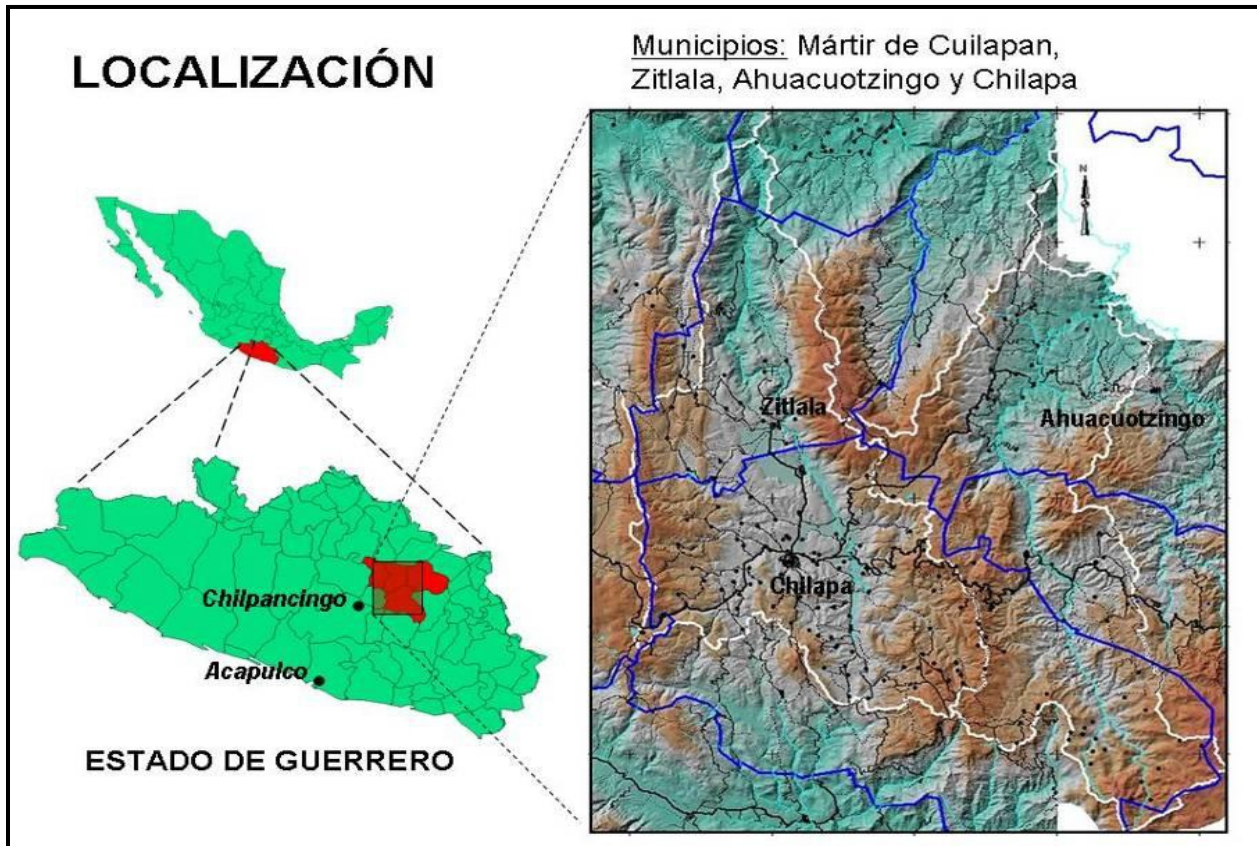 LOCALIZACIÓN
Municipios: Mártir de Cuilapan,
Zitlala, Ahuacuotzingo y Chilapa
N
Zitlala
Ahuacuotzingo
Chilapa
Chilpancingo
Acapulco
ESTADO DE GUERRERO